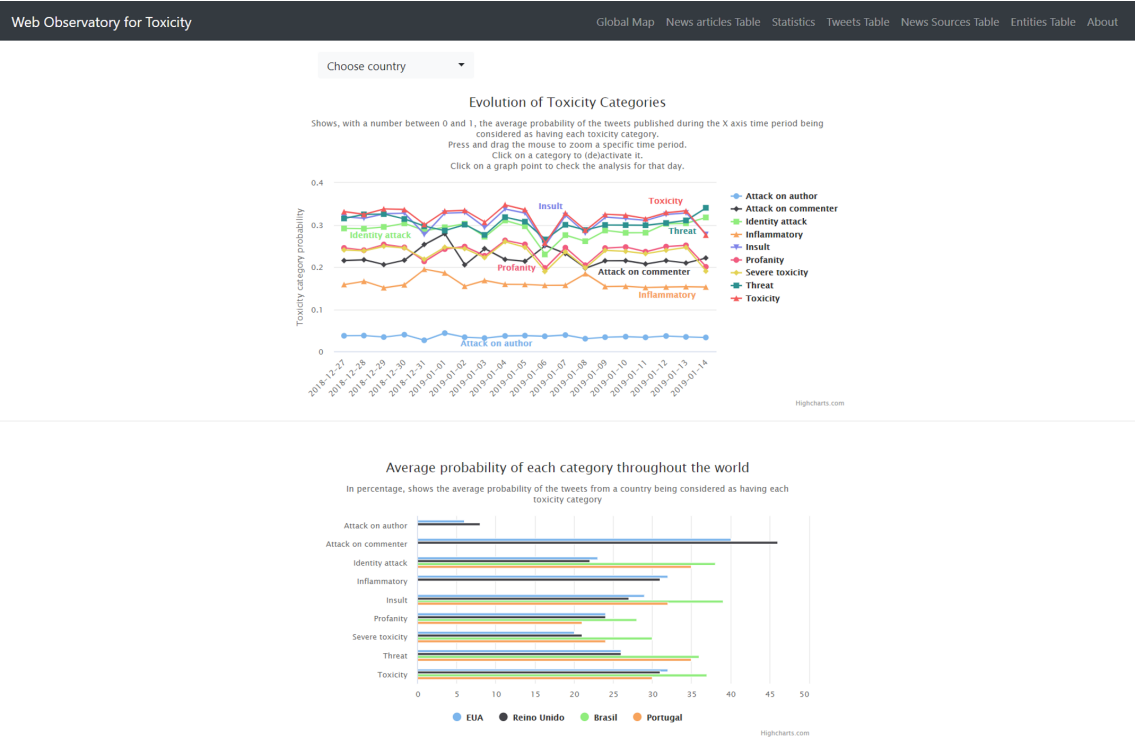 Web Observatory for Toxicity
Global Map News articles Table Statistics Tweets Table News Sources Table Entities Table About
Choose country
Evolution of Toxicity Categories
Shows, with a number between 0 and 1, the average probability of the tweets published during the X axis time period being
considered as having each toxicity category.
Press and drag the mouse to zoom a specific time period.
Click on a category to (de)activate it.
Click on a graph point to check the analysis for that day.
Toxicity category probability
0.4
0.3
0.2
0.1
0
Insult
Toxicity
Identity attack
Threat
Profanity
Attack on commenter
Inflammatory
Attack on author
2018-12-27
2018-12-28
2018-12-29
2018-12-30
2018-12-31
2019-01-01
2019-01-02
2019-01-03
2019-01-04
2019-01-05
2019-01-06
2019-01-07
2019-01-08
2019-01-09
2019-01-10
2019-01-11
2019-01-12
2019-01-13
2019-01-14
Attack on author
Attack on commenter
Identity attack
Inflammatory
Insult
Profanity
Severe toxicity
Threat
Toxicity
Highcharts.com
Average probability of each category throughout the world
In percentage, shows the average probability of the tweets from a country being considered as having each
toxicity category
Attack on author
Attack on commenter
Identity attack
Inflammatory
Insult
Profanity
Severe toxicity
Threat
Toxicity
0 5 10 15 20 25 30 35 40 45 50
EUA Reino Unido Brasil Portugal
Highcharts.com